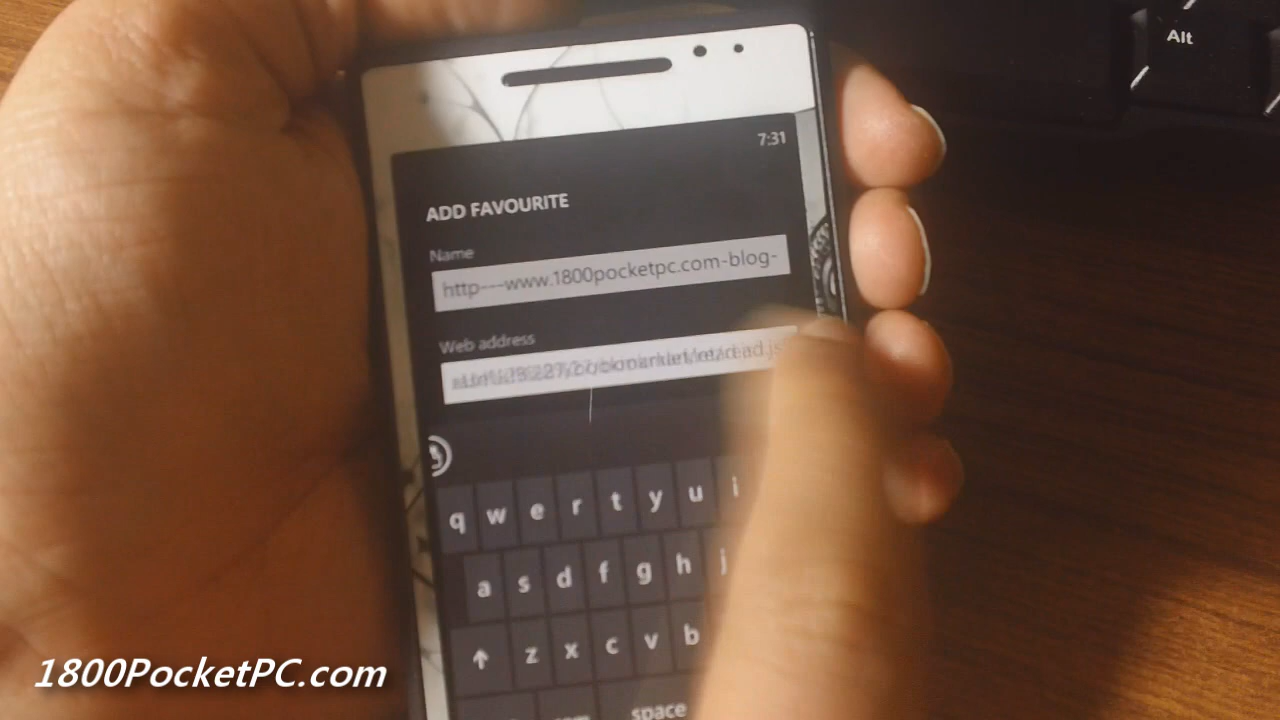 Alt
7:31
ADD FAVOURITE
Name
http---www.1800pocketpc.com-blog-
Web address
q w e r t y u i
a s d f g h j
z x c v b
space
1800PocketPC.com